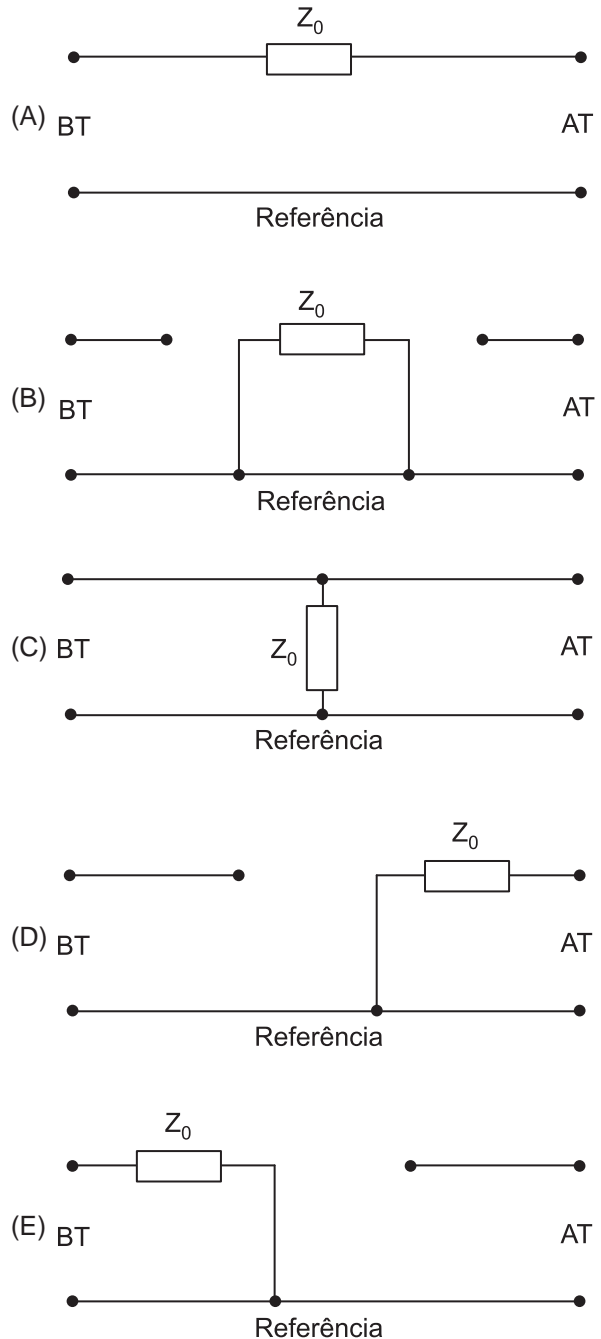 Z0
(A) BT AT
Referência
Z0
(B) BT AT
Referência
(C) BT Z0 AT
Referência
Z0
(D) BT AT
Referência
Z0
(E) BT AT
Referência